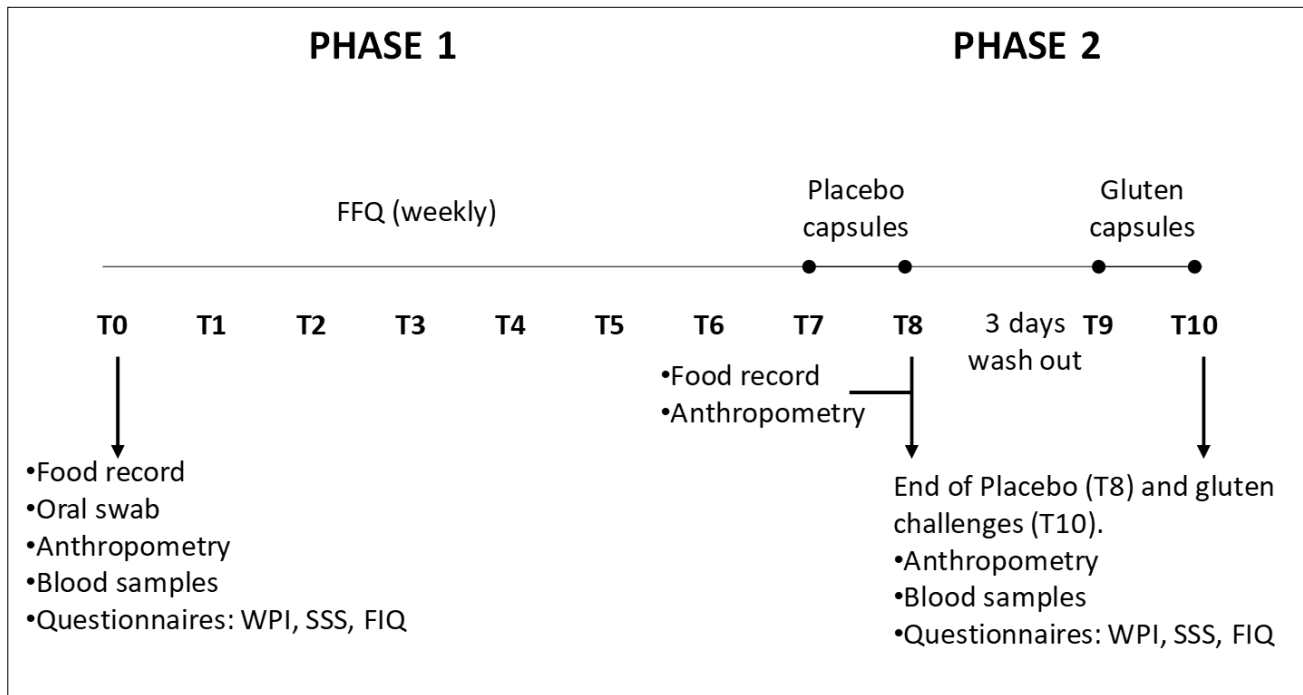 PHASE 1
PHASE 2
FFQ (weekly)
Placebo
capsules
Gluten
capsules
T0 T1 T2 T3 T4 T5 T6 T7 T8 3 days T9 T10
wash out
•Food record
•Anthropometry
•Food record
•Oral swab
•Anthropometry
•Blood samples
•Questionnaires: WPI, SSS, FIQ
End of Placebo (T8) and gluten
challenges (T10).
•Anthropometry
•Blood samples
•Questionnaires: WPI, SSS, FIQ